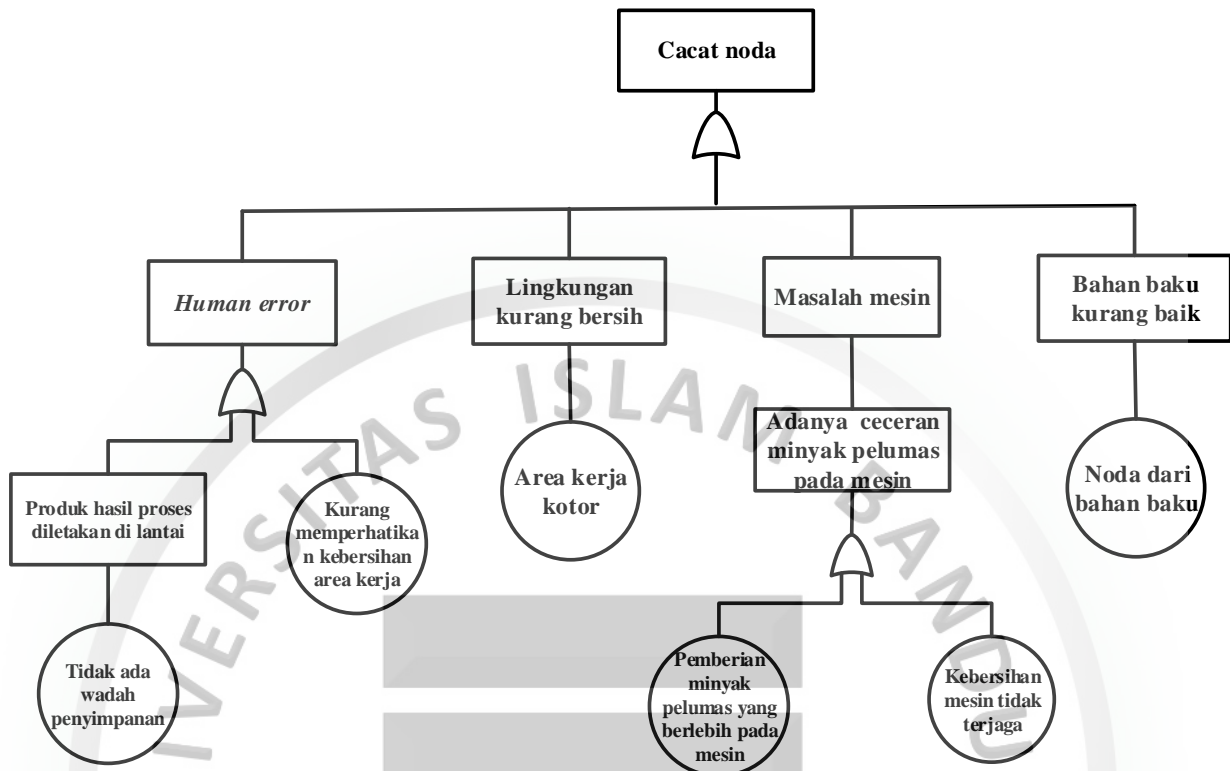 Cacat noda
Human error
Lingkungan
kurang bersih
Masalah mesin
Bahan baku
kurang baik
Produk hasil proses
diletakan di lantai
Kurang
memperhatika
n kebersihan
area kerja
Area kerja
kotor
Adanya ceceran
minyak pelumas
pada mesin
Noda dari
bahan baku
Tidak ada
wadah
penyimpanan
Pemberian
minyak
pelumas yang
berlebih pada
mesin
Kebersihan
mesin tidak
terjaga
IVERSITAS ISLAM BANDU